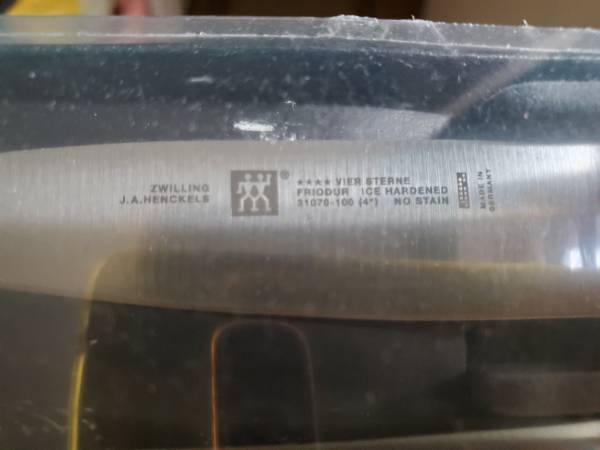 ZWILLING
J.A.HENCKELS
®
★★★★ VIER STERNE
FRIODUR ICE HARDENED
31070-100 (4") NO STAIN
MADE IN
GERMANY